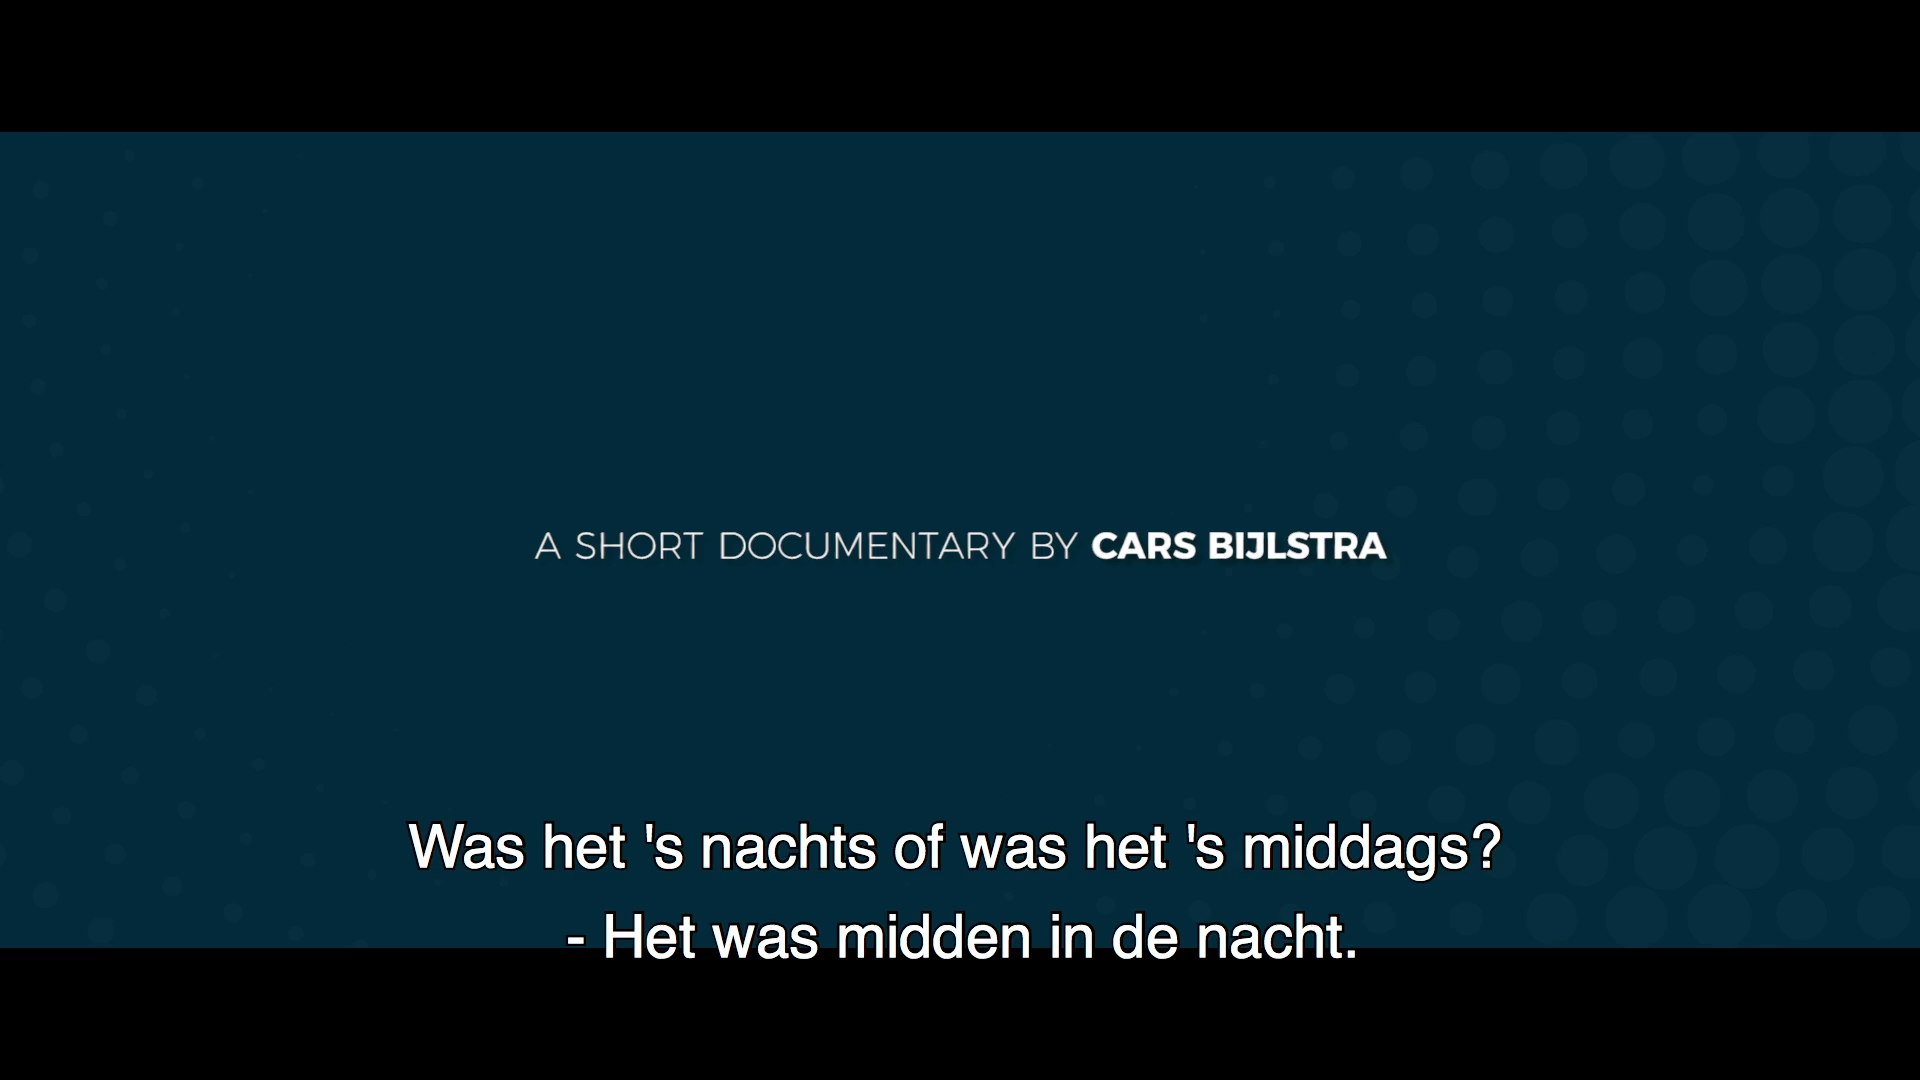 A SHORT DOCUMENTARY BY CARS BIJLSTRA
Was het 's nachts of was het 's middags?
- Het was midden in de nacht.